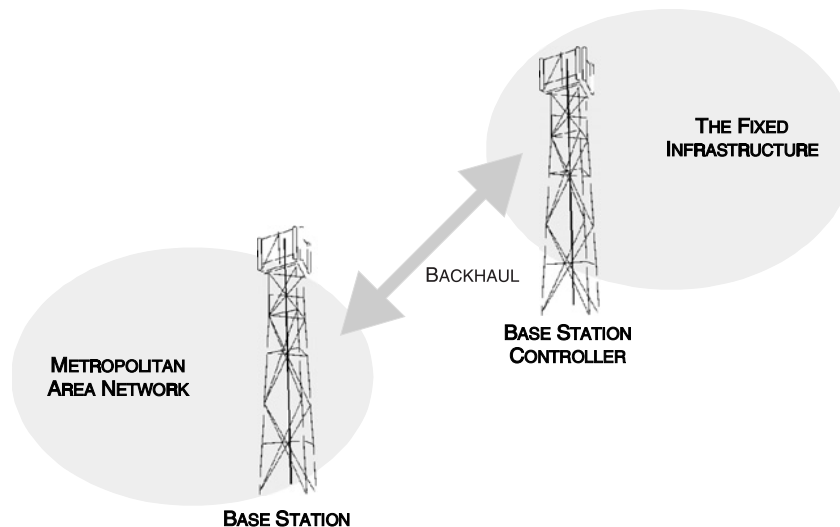 THE FIXED
INFRASTRUCTURE
BACKHAUL
BASE STATION
CONTROLLER
METROPOLITAN
AREA NETWORK
BASE STATION